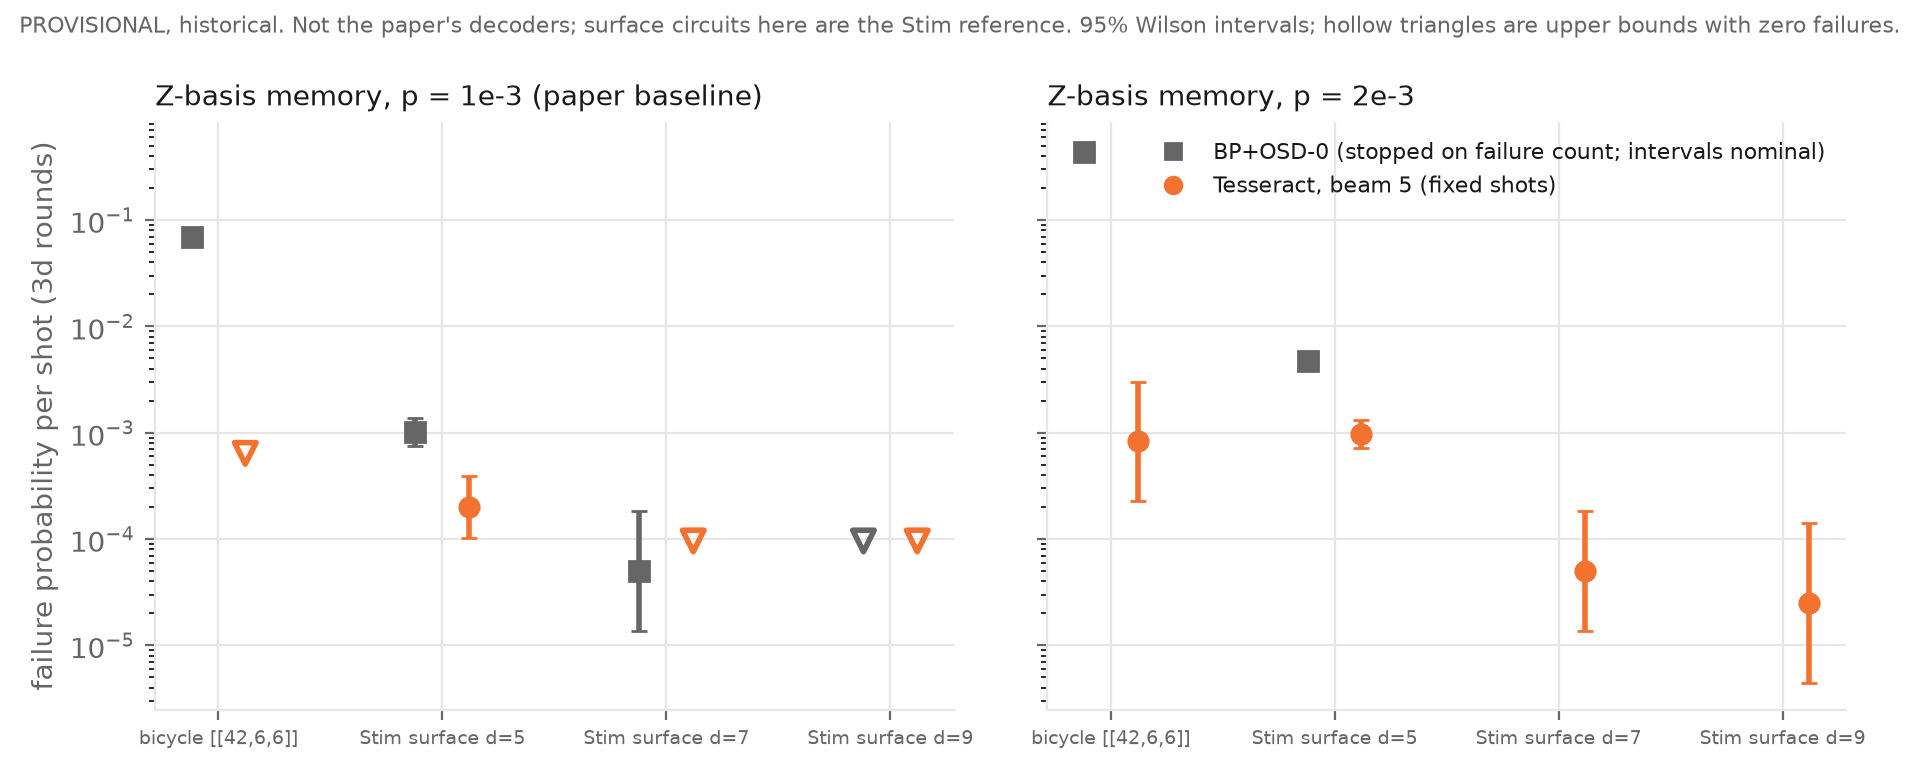 PROVISIONAL, historical. Not the paper's decoders; surface circuits here are the Stim reference. 95% Wilson intervals; hollow triangles are upper bounds with zero failures.
Z-basis memory, p = 1e-3 (paper baseline)
failure probability per shot (3d rounds)
10⁻¹
10⁻²
10⁻³
10⁻⁴
10⁻⁵
bicycle [[42,6,6]]
Stim surface d=5
Stim surface d=7
Stim surface d=9
Z-basis memory, p = 2e-3
BP+OSD-0 (stopped on failure count; intervals nominal)
Tesseract, beam 5 (fixed shots)
bicycle [[42,6,6]]
Stim surface d=5
Stim surface d=7
Stim surface d=9